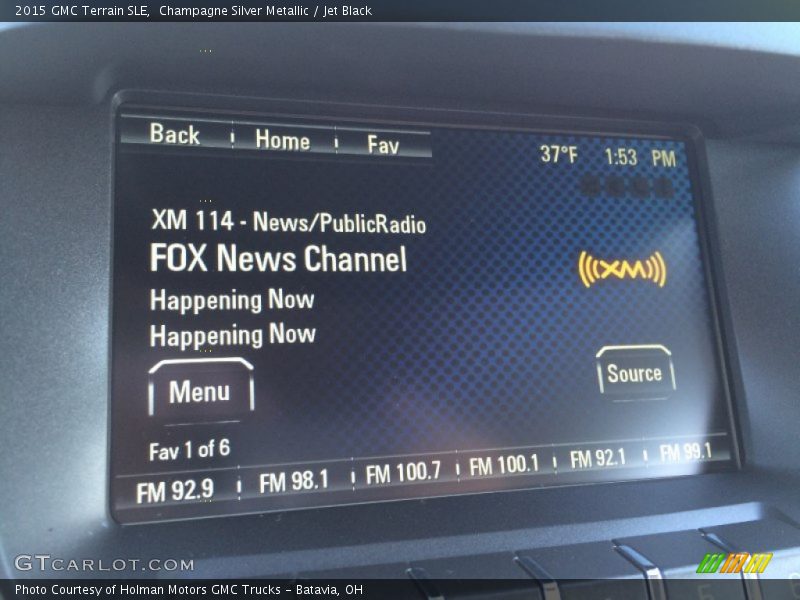 2015 GMC Terrain SLE, Champagne Silver Metallic / Jet Black
Back Home Fav
37°F 1:53 PM
XM 114 - News/PublicRadio
FOX News Channel
XM
Happening Now
Happening Now
Menu
Source
Fav 1 of 6
FM 92.9 FM 98.1 FM 100.7 FM 100.1 FM 92.1 FM 99.1
GTCARLOT.COM
Photo Courtesy of Holman Motors GMC Trucks - Batavia, OH